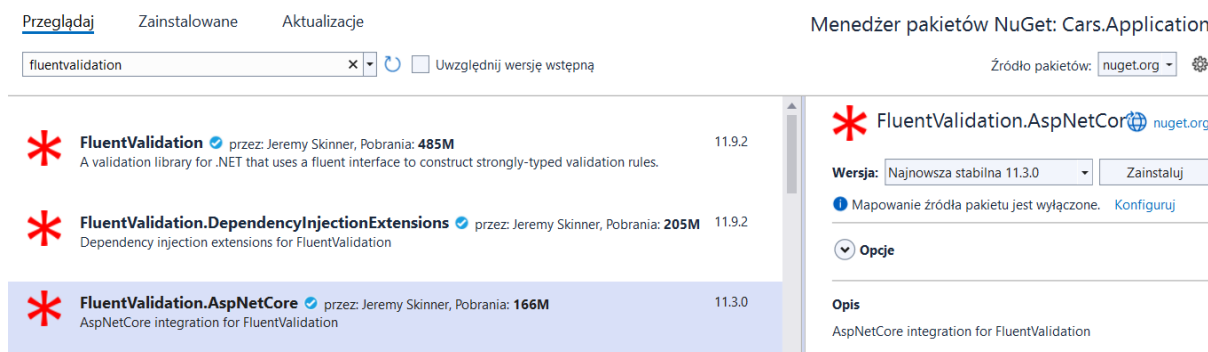 Przeglądaj Zainstalowane Aktualizacje
fluentvalidation
Uwzględnij wersję wstępną
FluentValidation przez: Jeremy Skinner, Pobrania: 485M 11.9.2
A validation library for .NET that uses a fluent interface to construct strongly-typed validation rules.
FluentValidation.DependencyInjectionExtensions przez: Jeremy Skinner, Pobrania: 205M 11.9.2
Dependency injection extensions for FluentValidation
FluentValidation.AspNetCore przez: Jeremy Skinner, Pobrania: 166M 11.3.0
AspNetCore integration for FluentValidation
Menedżer pakietów NuGet: Cars.Application
Źródło pakietów: nuget.org
FluentValidation.AspNetCor nuget.org
Wersja: Najnowsza stabilna 11.3.0 Zainstaluj
Mapowanie źródła pakietu jest wyłączone. Konfiguruj
Opcje
Opis
AspNetCore integration for FluentValidation